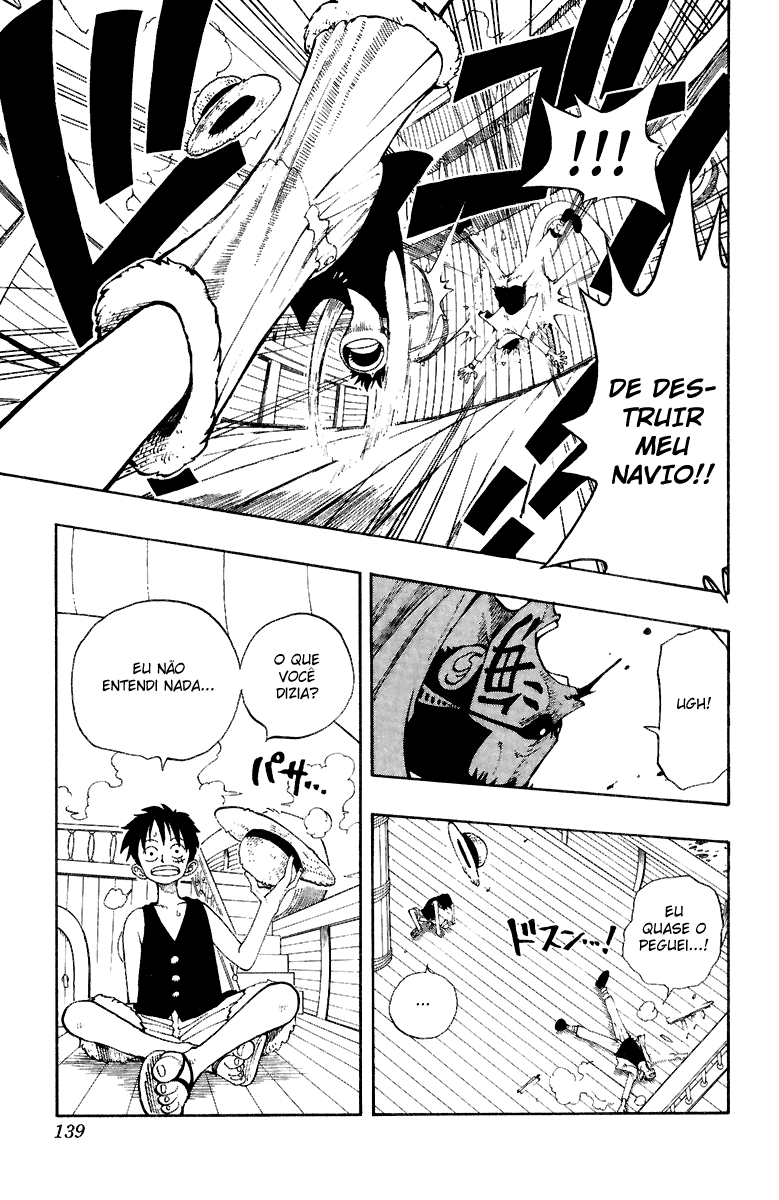 !!!
DE DES-
TRUIR
MEU
NAVIO!!
UGH!
O QUE
VOCÊ
DIZIA?
EU NÃO
ENTENDI NADA...
パサ...
EU
QUASE O
PEGUEI...!
ドスン...!
...
139